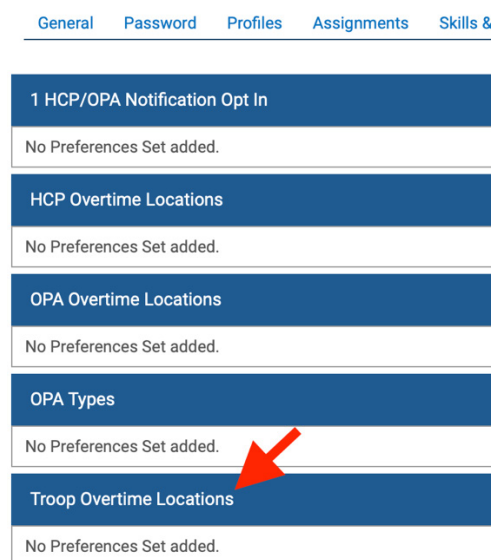 General Password Profiles Assignments Skills &
1 HCP/OPA Notification Opt In
No Preferences Set added.
HCP Overtime Locations
No Preferences Set added.
OPA Overtime Locations
No Preferences Set added.
OPA Types
No Preferences Set added.
Troop Overtime Locations
No Preferences Set added.